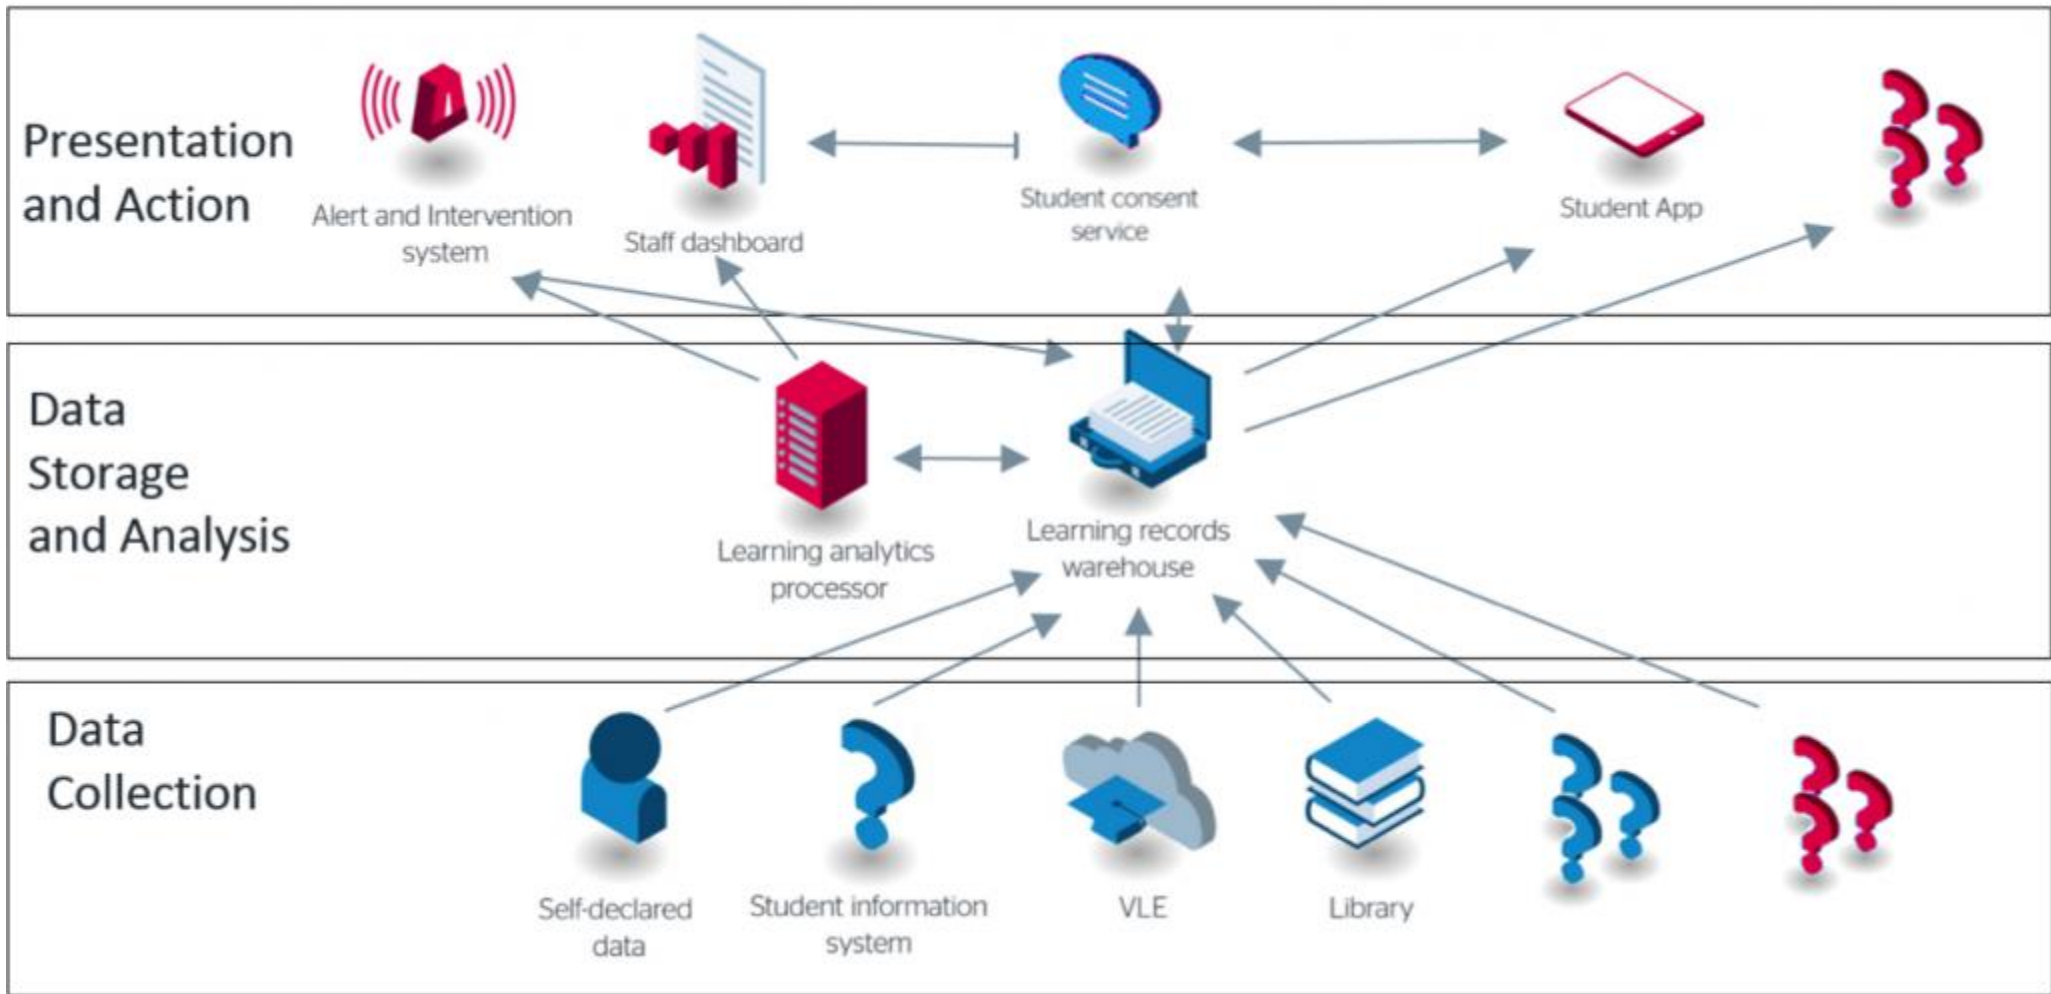 Presentation
and Action
Alert and Intervention
system
Staff dashboard
Student consent
service
Student App
Data
Storage
and Analysis
Learning analytics
processor
Learning records
warehouse
Data
Collection
Self-declared
data
Student information
system
VLE
Library